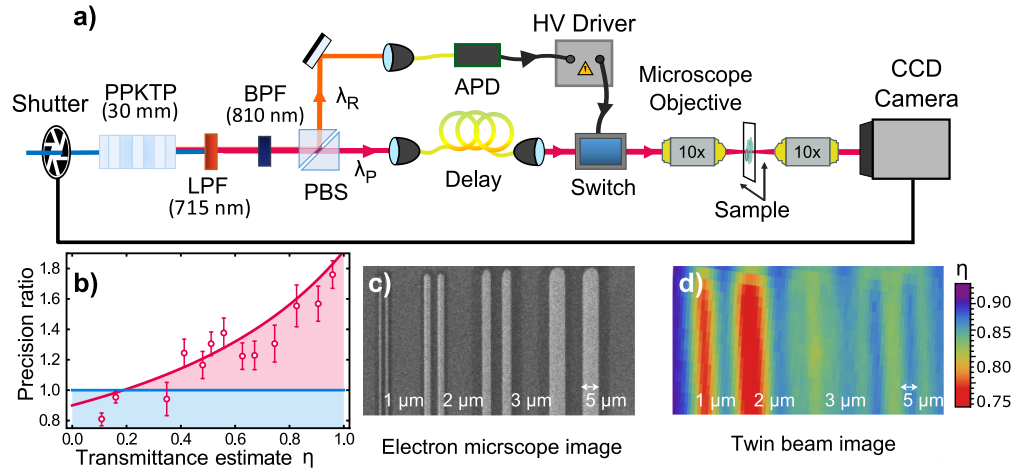 a)
HV Driver
Shutter
PPKTP
(30 mm)
BPF
(810 nm)
λR
APD
Microscope
Objective
CCD
Camera
LPF
(715 nm)
PBS
λP
Delay
Switch
10x
10x
Sample
b)
Precision ratio
1.8
1.6
1.4
1.2
1.0
0.8
0.0
0.2
0.4
0.6
0.8
1.0
Transmittance estimate η
c)
1 μm
2 μm
3 μm
5 μm
Electron micrscope image
d)
1 μm
2 μm
3 μm
5 μm
Twin beam image
η
0.90
0.85
0.80
0.75